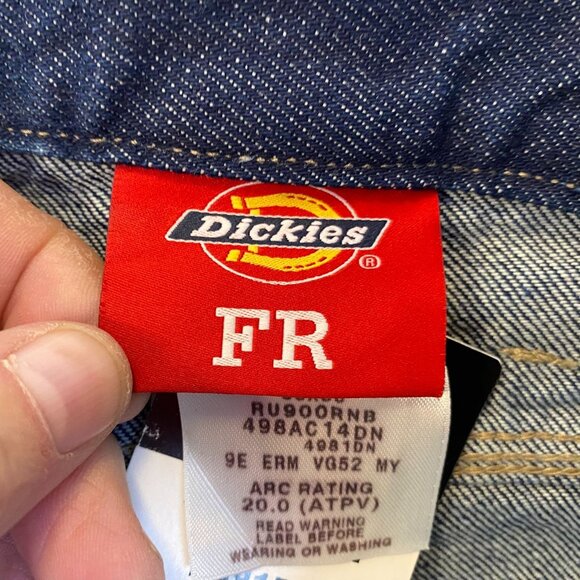 Dickies
®
FR
RU900RNB
498AC14DN
4981DN
9E ERM VG52 MY
ARC RATING
20.0 (ATPV)
READ WARNING
LABEL BEFORE
WEARING OR WASHING